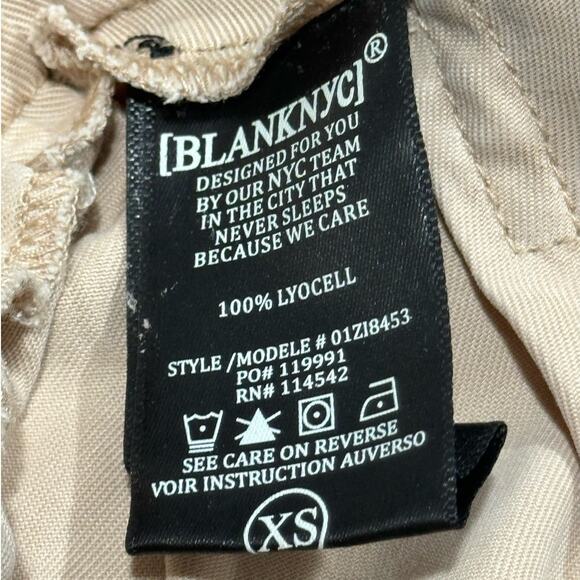 [BLANKNYC]®
DESIGNED FOR YOU
BY OUR NYC TEAM
IN THE CITY THAT
NEVER SLEEPS
BECAUSE WE CARE
100% LYOCELL
STYLE /MODELE # 01ZI8453
PO# 119991
RN# 114542
SEE CARE ON REVERSE
VOIR INSTRUCTION AUVERSO
XS